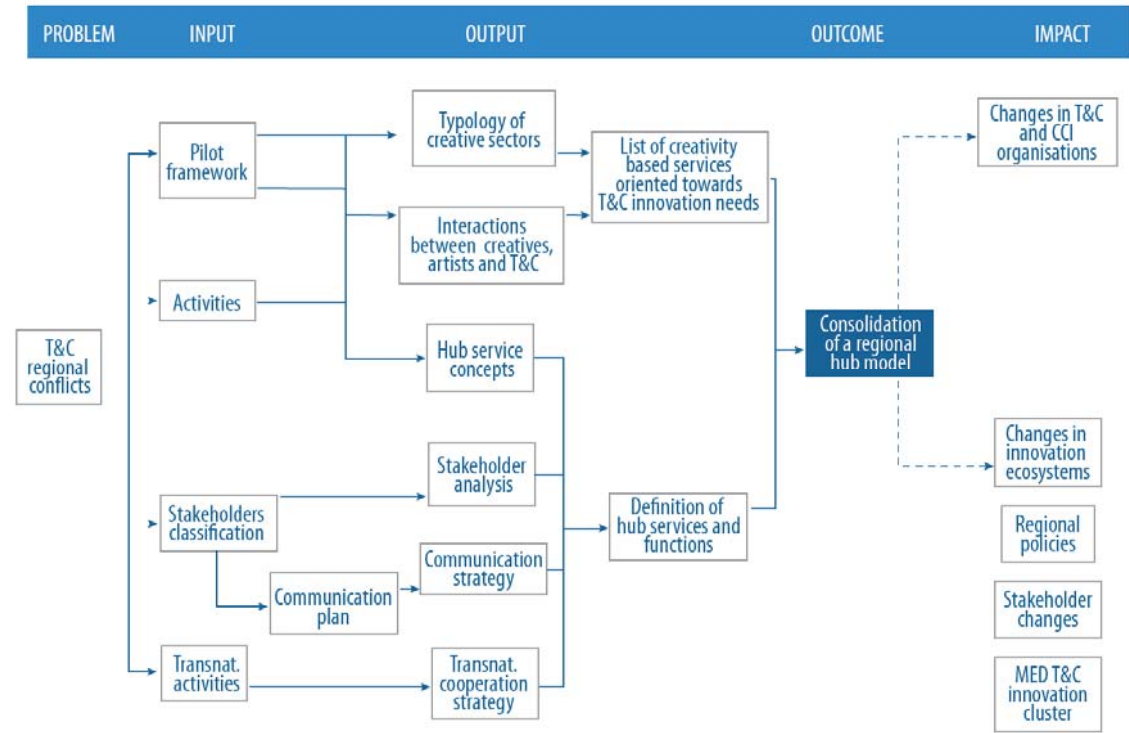 PROBLEM INPUT OUTPUT OUTCOME IMPACT
T&C
regional
conflicts
Pilot
framework
Activities
Stakeholders
classification
Communication
plan
Transnat.
activities
Typology of
creative sectors
Interactions
between creatives,
artists and T&C
Hub service
concepts
Stakeholder
analysis
Communication
strategy
Transnat.
cooperation
strategy
List of creativity
based services
oriented towards
T&C innovation needs
Definition of
hub services and
functions
Consolidation
of a regional
hub model
Changes in T&C
and CCI
organisations
Changes in
innovation
ecosystems
Regional
policies
Stakeholder
changes
MED T&C
innovation
cluster